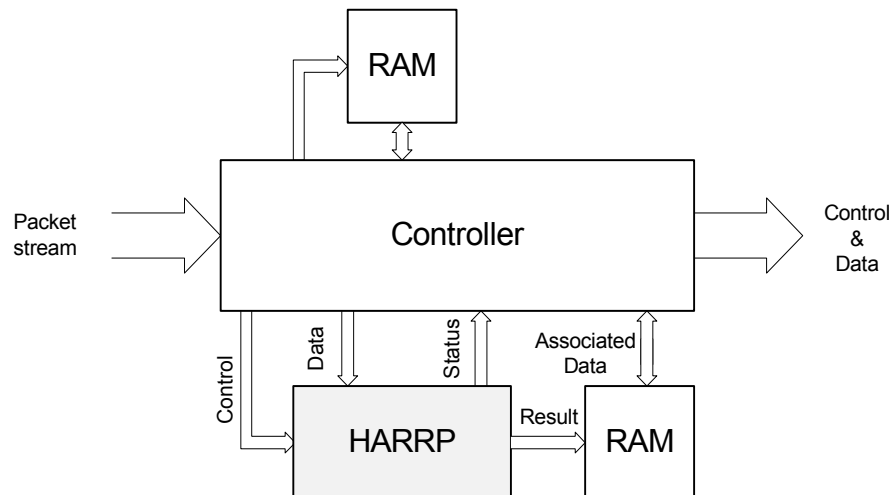 RAM
Packet
stream
Controller
Control
&
Data
Control
Data
Status
Associated
Data
HARRP
Result
RAM